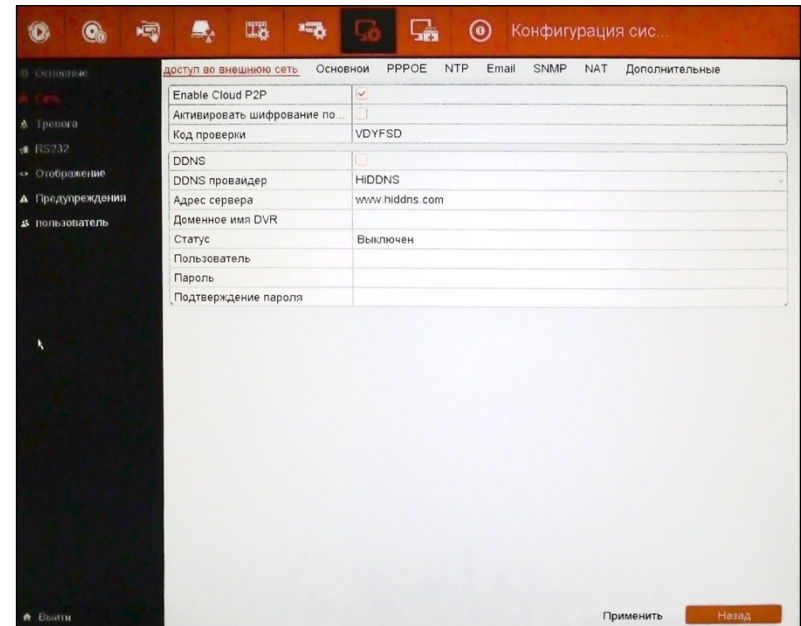 Конфигурация сис...
доступ во внешнюю сеть Основной PPPOE NTP Email SNMP NAT Дополнительные
Основные
Сеть
Тревога
RS232
Отображение
Предупреждения
пользователь
Enable Cloud P2P
Активировать шифрование по...
Код проверки VDYFSD
DDNS
DDNS провайдер HiDDNS
Адрес сервера www.hiddns.com
Доменное имя DVR
Статус Выключен
Пользователь
Пароль
Подтверждение пароля
Выйти
Применить Назад